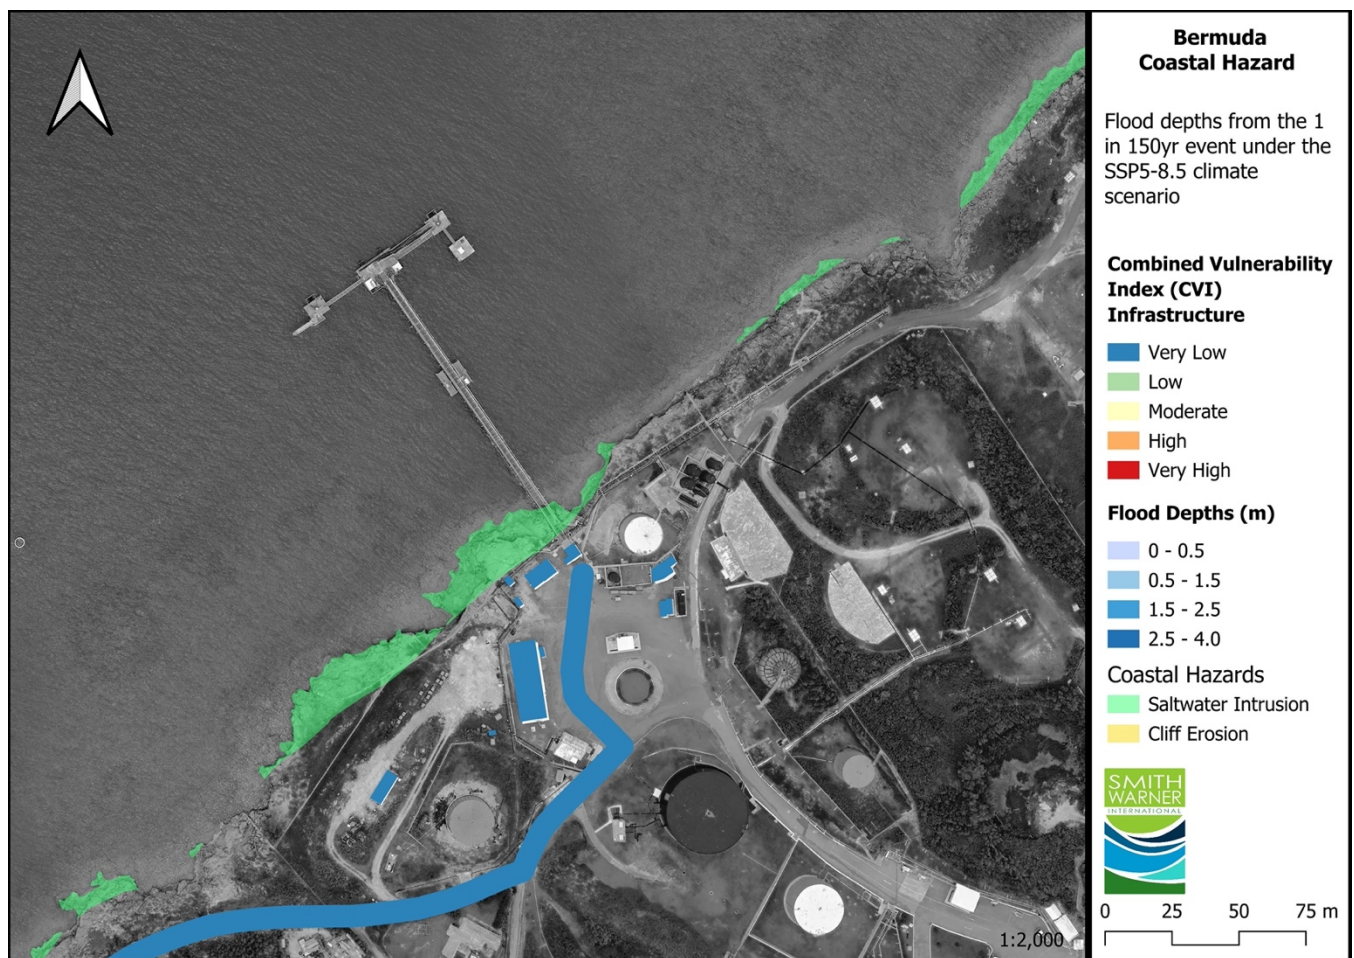 Bermuda
Coastal Hazard
Flood depths from the 1
in 150yr event under the
SSP5-8.5 climate
scenario
Combined Vulnerability
Index (CVI)
Infrastructure
Very Low
Low
Moderate
High
Very High
Flood Depths (m)
0 - 0.5
0.5 - 1.5
1.5 - 2.5
2.5 - 4.0
Coastal Hazards
Saltwater Intrusion
Cliff Erosion
SMITH
WARNER
INTERNATIONAL
0 25 50 75 m
1:2,000